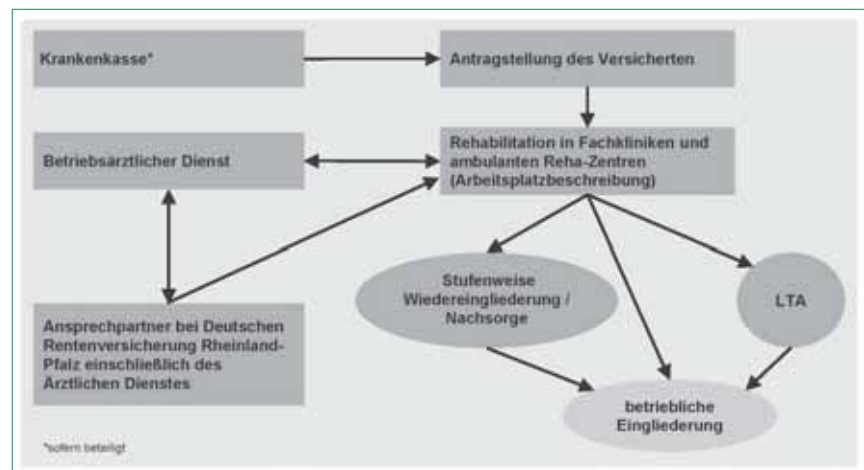 Krankenkasse*
Antragstellung des Versicherten
Betriebsärztlicher Dienst
Rehabilitation in Fachkliniken und
ambulanten Reha-Zentren
(Arbeitsplatzbeschreibung)
Stufenweise
Wiedereingliederung /
Nachsorge
LTA
Ansprechpartner bei Deutschen
Rentenversicherung Rheinland-
Pfalz einschließlich des
Ärztlichen Dienstes
betriebliche
Eingliederung
*sofern beteiligt